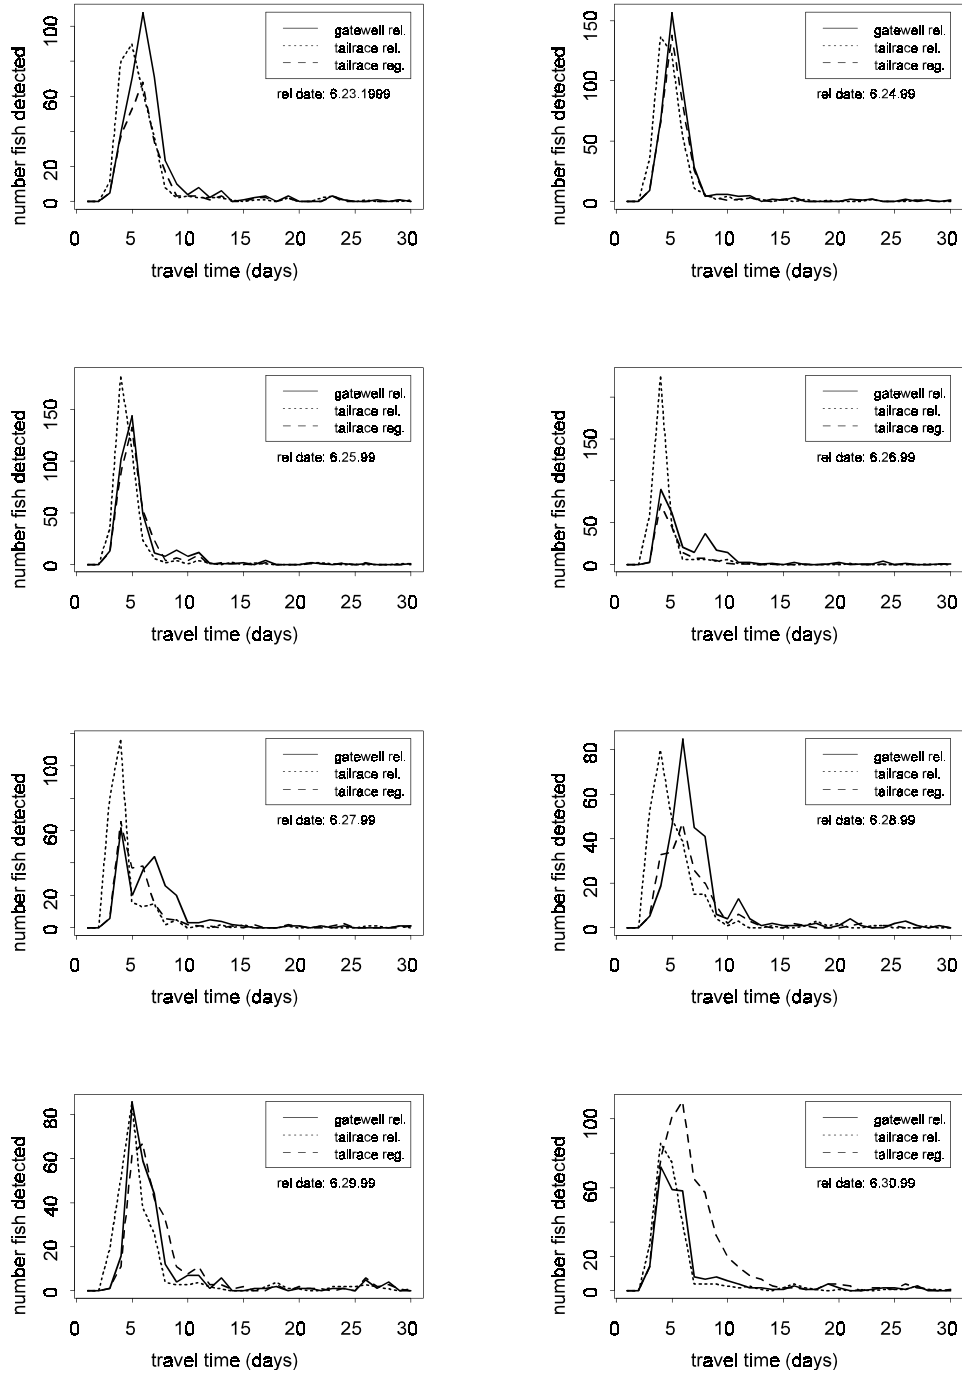 number fish detected
0 20 60 100
gatewell rel.
tailrace rel.
tailrace reg.
rel date: 6.23.1999
0 5 10 15 20 25 30
travel time (days)
number fish detected
0 50 100 150
gatewell rel.
tailrace rel.
tailrace reg.
rel date: 6.24.99
0 5 10 15 20 25 30
travel time (days)
number fish detected
0 50 100 150
gatewell rel.
tailrace rel.
tailrace reg.
rel date: 6.25.99
0 5 10 15 20 25 30
travel time (days)
number fish detected
0 50 150
gatewell rel.
tailrace rel.
tailrace reg.
rel date: 6.26.99
0 5 10 15 20 25 30
travel time (days)
number fish detected
0 20 60 100
gatewell rel.
tailrace rel.
tailrace reg.
rel date: 6.27.99
0 5 10 15 20 25 30
travel time (days)
number fish detected
0 20 40 60 80
gatewell rel.
tailrace rel.
tailrace reg.
rel date: 6.28.99
0 5 10 15 20 25 30
travel time (days)
number fish detected
0 20 40 60 80
gatewell rel.
tailrace rel.
tailrace reg.
rel date: 6.29.99
0 5 10 15 20 25 30
travel time (days)
number fish detected
0 20 60 100
gatewell rel.
tailrace rel.
tailrace reg.
rel date: 6.30.99
0 5 10 15 20 25 30
travel time (days)